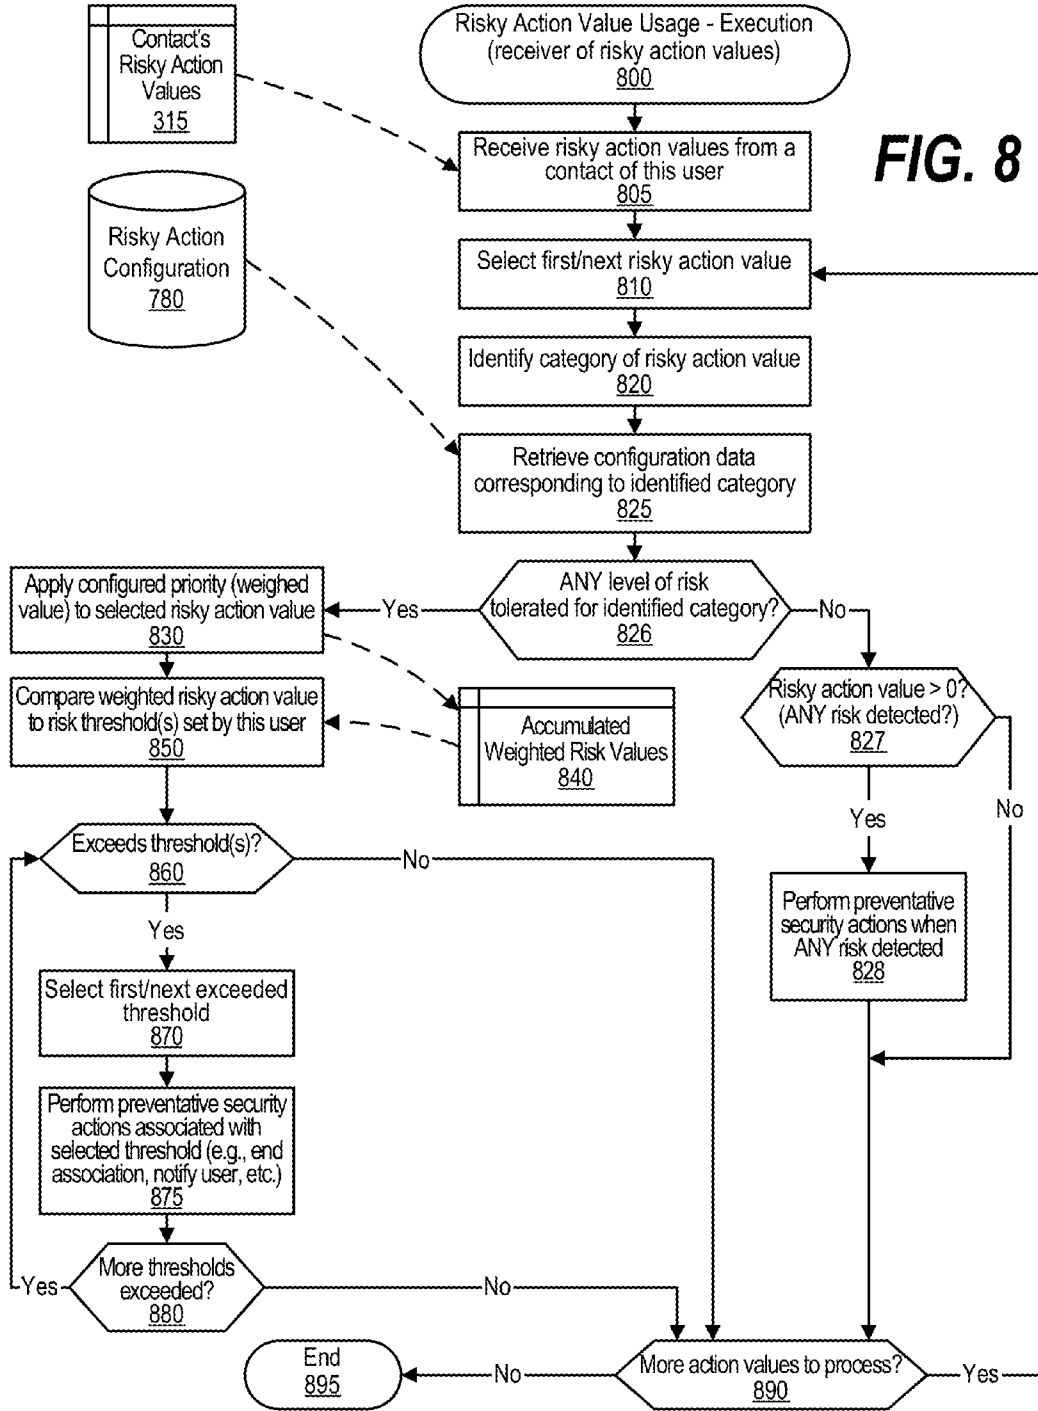 Contact's
Risky Action
Values
315
Risky Action Value Usage - Execution
(receiver of risky action values)
800
FIG. 8
Receive risky action values from a
contact of this user
805
Risky Action
Configuration
780
Select first/next risky action value
810
Identify category of risky action value
820
Retrieve configuration data
corresponding to identified category
825
ANY level of risk
tolerated for identified category?
826
Yes
No
Apply configured priority (weighed
value) to selected risky action value
830
Compare weighted risky action value
to risk threshold(s) set by this user
850
Accumulated
Weighted Risk Values
840
Risky action value > 0?
(ANY risk detected?)
827
Yes
No
Exceeds threshold(s)?
860
No
Yes
Perform preventative
security actions when
ANY risk detected
828
Select first/next exceeded
threshold
870
Perform preventative security
actions associated with
selected threshold (e.g., end
association, notify user, etc.)
875
More thresholds
exceeded?
880
Yes
No
End
895
No
More action values to process?
890
Yes